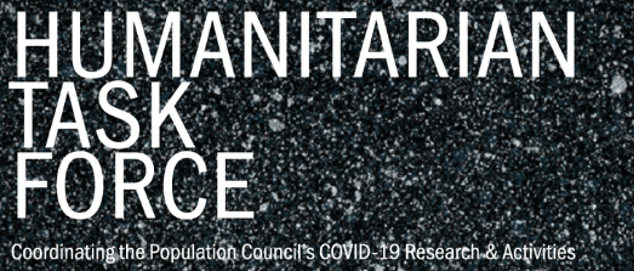 HUMANITARIAN
TASK
FORCE
Coordinating the Population Council's COVID-19 Research & Activities